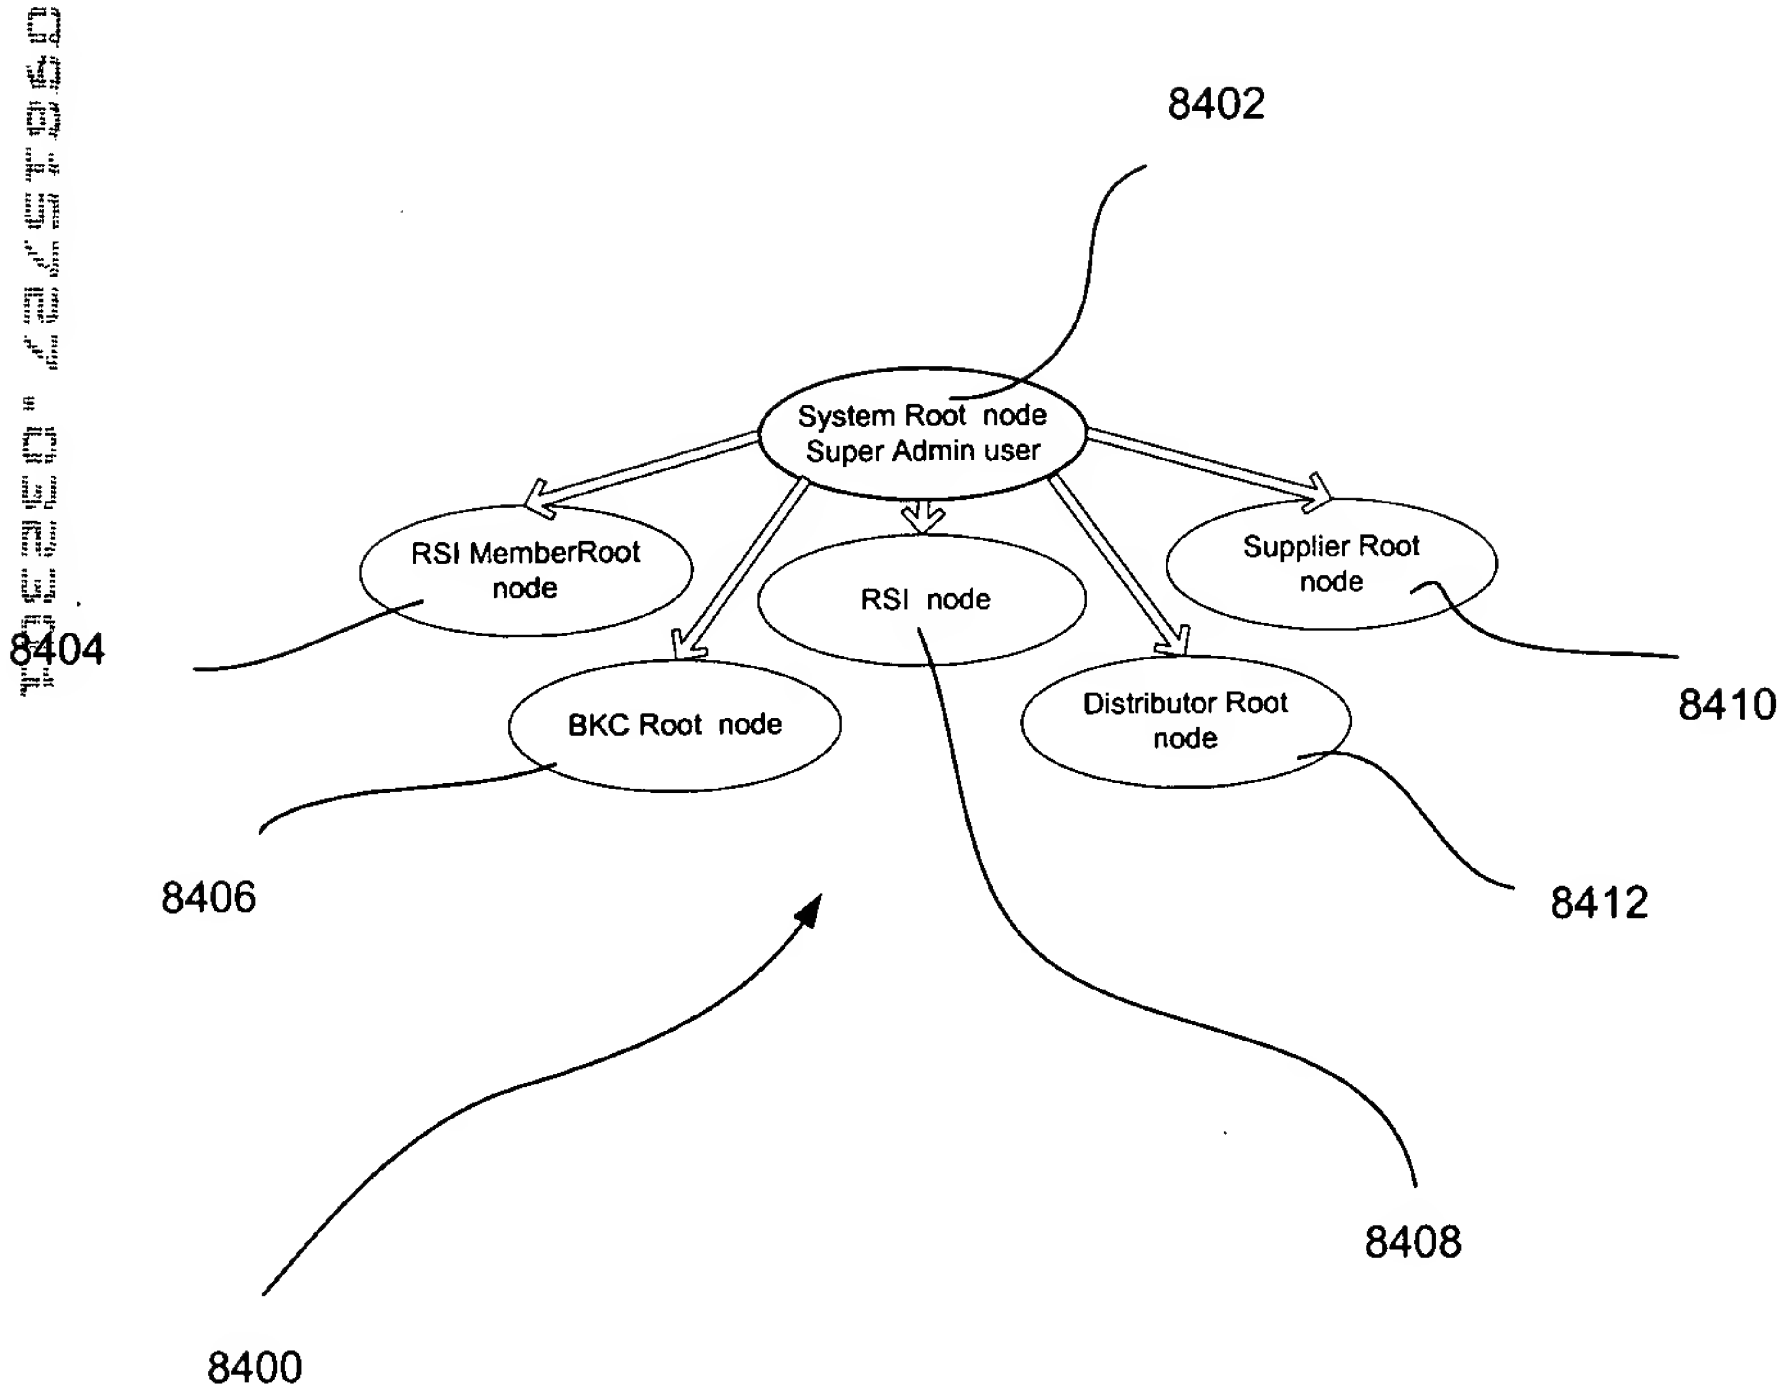 8402
System Root node
Super Admin user
RSI MemberRoot
node
RSI node
Supplier Root
node
8404
BKC Root node
Distributor Root
node
8410
8406
8412
8408
8400